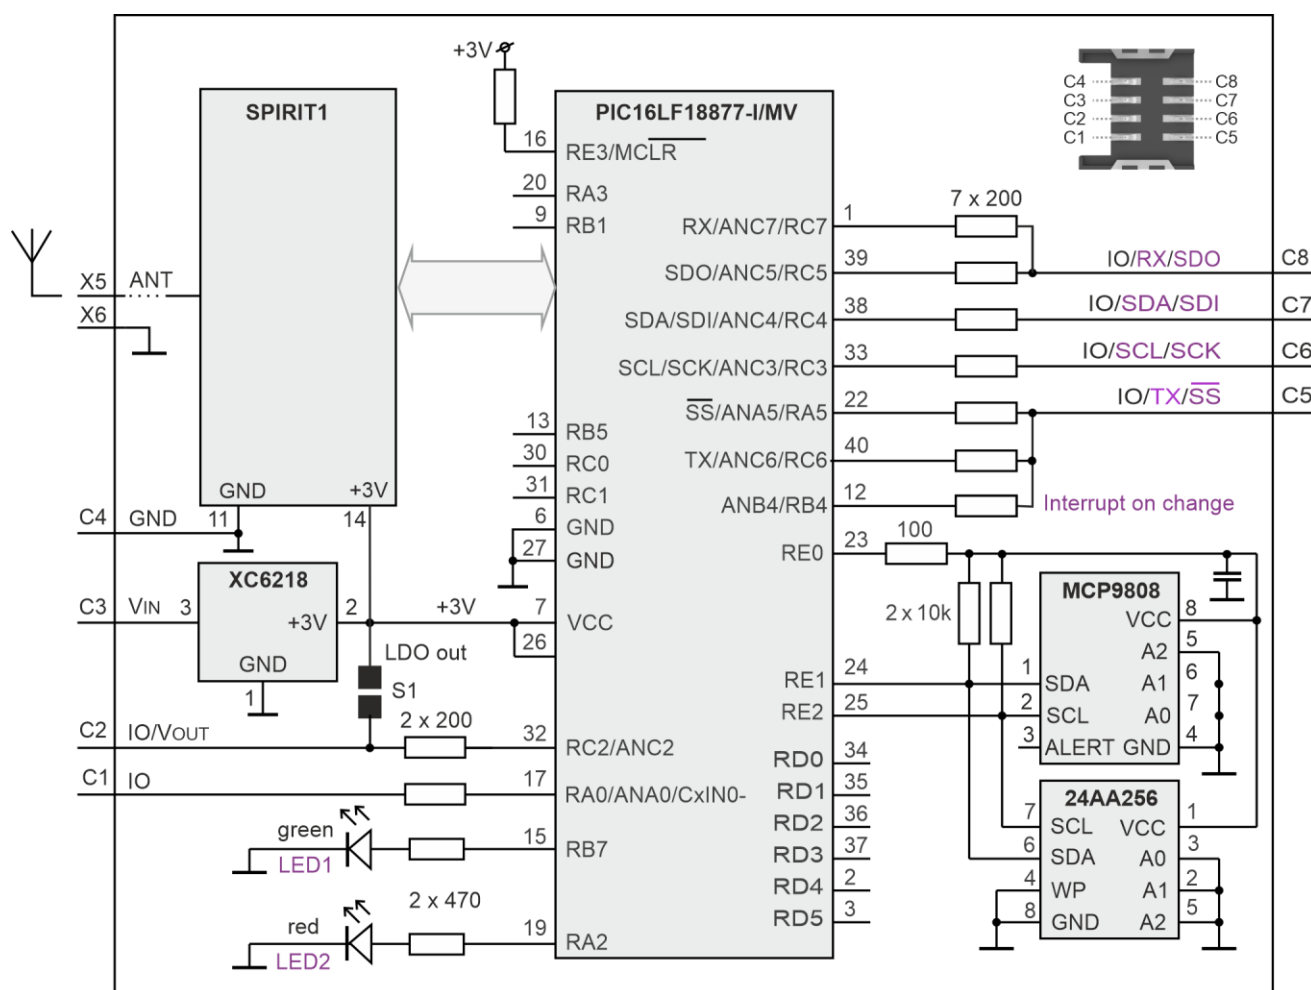 +3V
SPIRIT1
PIC16LF18877-I/MV
C4
C8
C3
C7
C2
C6
C1
C5
16
RE3/MCLR
20
RA3
9
RB1
7 x 200
RX/ANC7/RC7
1
SDO/ANC5/RC5
39
IO/RX/SDO
C8
X5
ANT
X6
SDA/SDI/ANC4/RC4
38
IO/SDA/SDI
C7
SCL/SCK/ANC3/RC3
33
IO/SCL/SCK
C6
SS/ANA5/RA5
22
IO/TX/SS
C5
13
RB5
30
RC0
TX/ANC6/RC6
40
31
RC1
ANB4/RB4
12
Interrupt on change
GND
+3V
C4
GND
11
14
6
GND
27
GND
RE0
23
100
XC6218
MCP9808
C3
VIN
3
+3V
2
+3V
7
VCC
26
2 x 10k
VCC
8
A2
5
GND
1
LDO out
S1
RE1
24
1
SDA
A1
6
RE2
25
2
SCL
A0
7
3
ALERT
GND
4
C2
IO/VOUT
2 x 200
32
RC2/ANC2
RD0
34
C1
IO
17
RA0/ANA0/CxIN0-
RD1
35
24AA256
green
LED1
15
RB7
RD2
36
7
SCL
VCC
1
RD3
37
6
SDA
A0
3
RD4
2
4
WP
A1
2
2 x 470
RD5
3
8
GND
A2
5
red
LED2
19
RA2